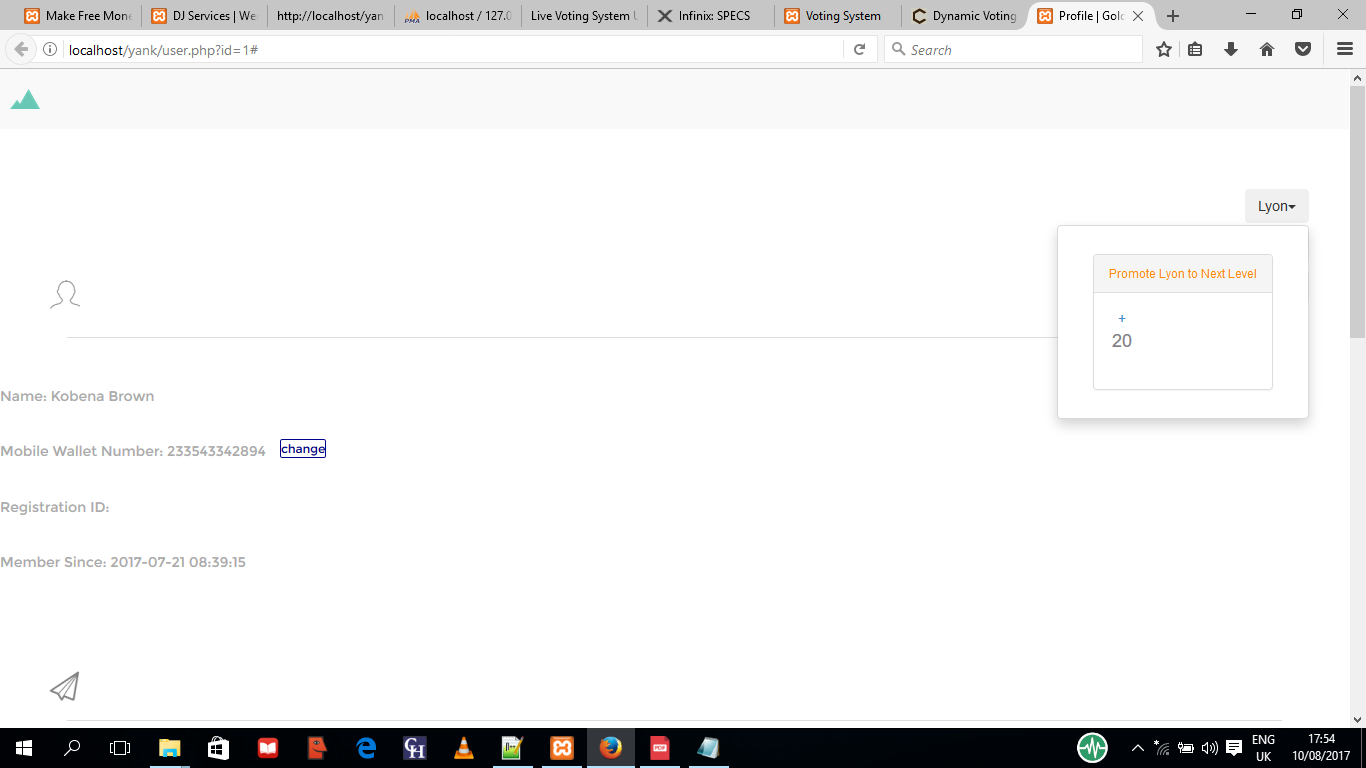 Make Free Mone
DJ Services | We
http://localhost/yan
PMA
localhost / 127.0
Live Voting System U
Infinix: SPECS
Voting System
Dynamic Voting
Profile | Gold
localhost/yank/user.php?id=1#
Search
Lyon
Promote Lyon to Next Level
+
20
Name: Kobena Brown
Mobile Wallet Number: 233543342894 change
Registration ID:
Member Since: 2017-07-21 08:39:15
GH
PDF
ENG
UK
17:54
10/08/2017